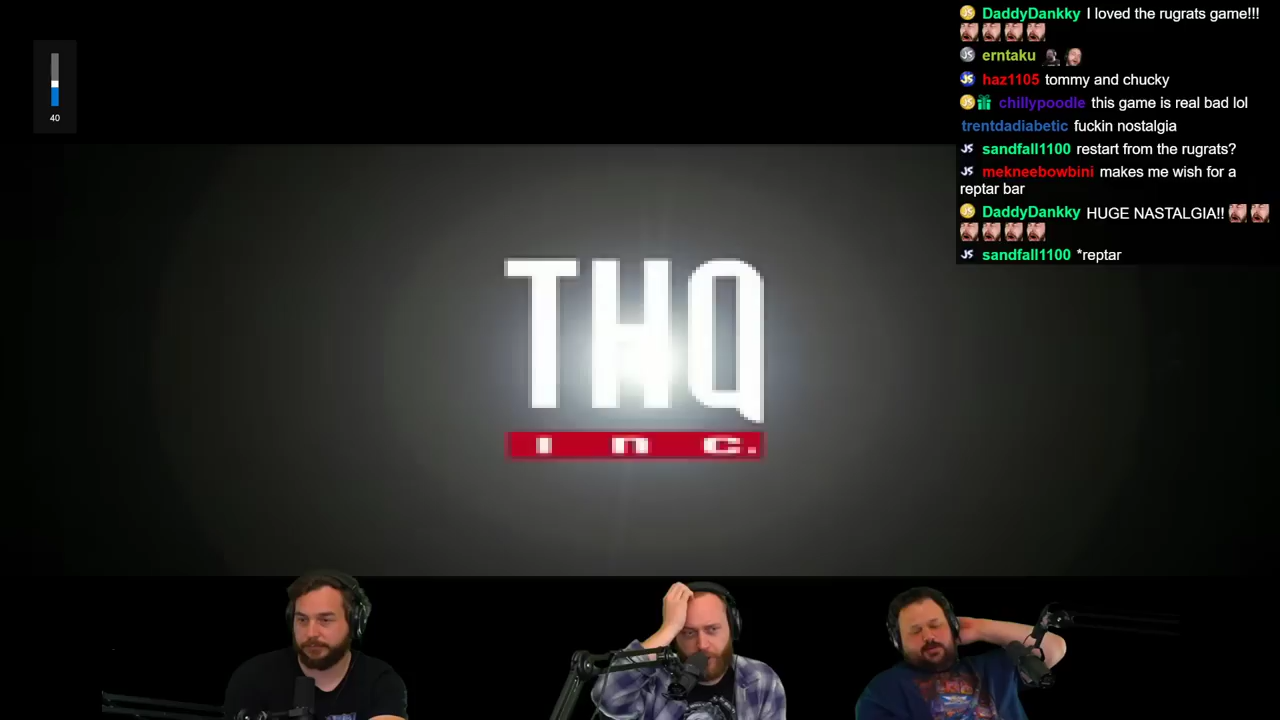 40
DaddyDankky I loved the rugrats game!!!
erntaku
haz1105 tommy and chucky
chillypoodle this game is real bad lol
trentdadiabetic fuckin nostalgia
sandfall1100 restart from the rugrats?
mekneebowbini makes me wish for a
reptar bar
DaddyDankky HUGE NASTALGIA!!
sandfall1100 *reptar
THQ
Inc.